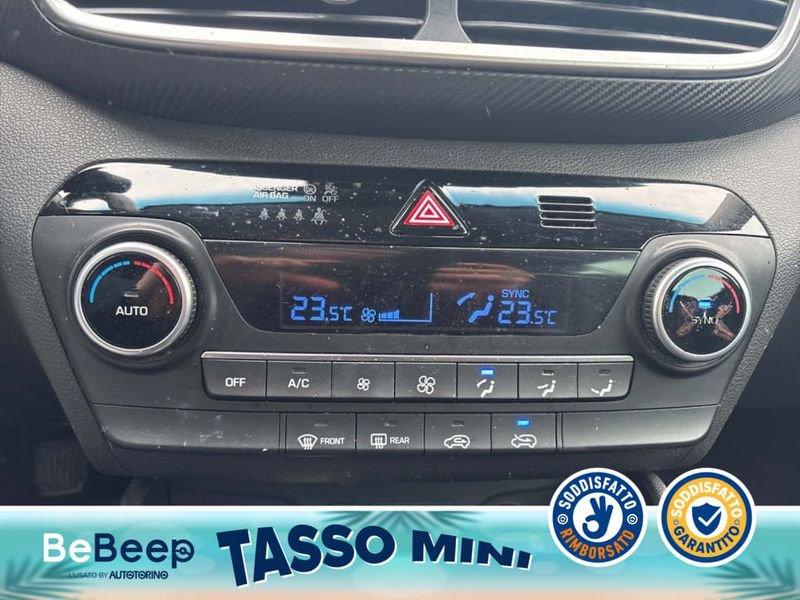 PASSENGER
AIR BAG
ON OFF
AUTO
23.5°C
SYNC
23.5°C
SYNC
OFF
A/C
FRONT
REAR
SODDISFATTO
RIMBORSATO
SODDISFATTO
GARANTITO
BeBeep
L'USATO BY AUTOTORINO
TASSO MINI